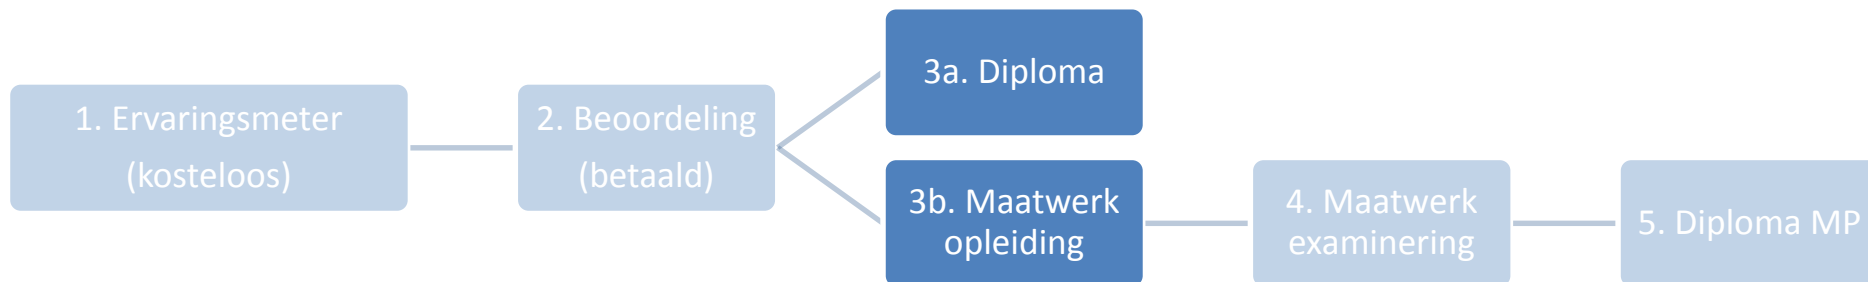 1. Ervaringsmeter
(kosteloos)
2. Beoordeling
(betaald)
3a. Diploma
3b. Maatwerk
opleiding
4. Maatwerk
examinering
5. Diploma MP